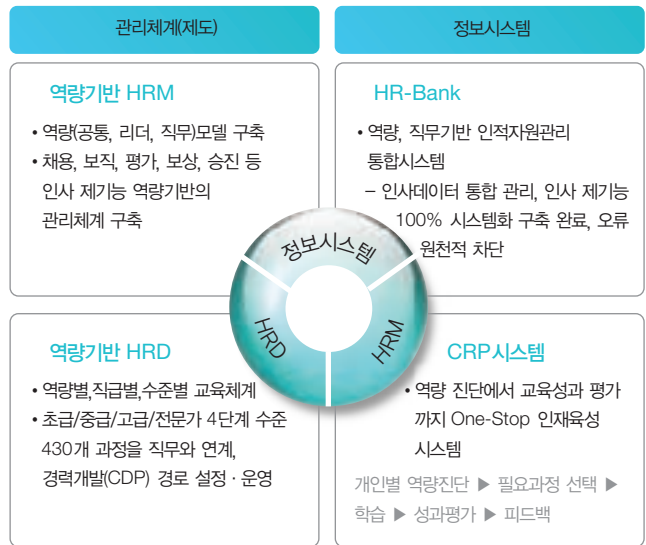 관리체계(제도)
정보시스템
역량기반 HRM
• 역량(공통, 리더, 직무)모델 구축
• 채용, 보직, 평가, 보상, 승진 등
인사 제기능 역량기반의
관리체계 구축
HR-Bank
• 역량, 직무기반 인적자원관리
통합시스템
– 인사데이터 통합 관리, 인사 제기능
100% 시스템화 구축 완료, 오류
원천적 차단
정보시스템
HRD
HRM
역량기반 HRD
• 역량별,직급별,수준별 교육체계
• 초급/중급/고급/전문가 4단계 수준
430개 과정을 직무와 연계,
경력개발(CDP) 경로 설정 · 운영
CRP시스템
• 역량 진단에서 교육성과 평가
까지 One-Stop 인재육성
시스템
개인별 역량진단 ▶ 필요과정 선택 ▶
학습 ▶ 성과평가 ▶ 피드백